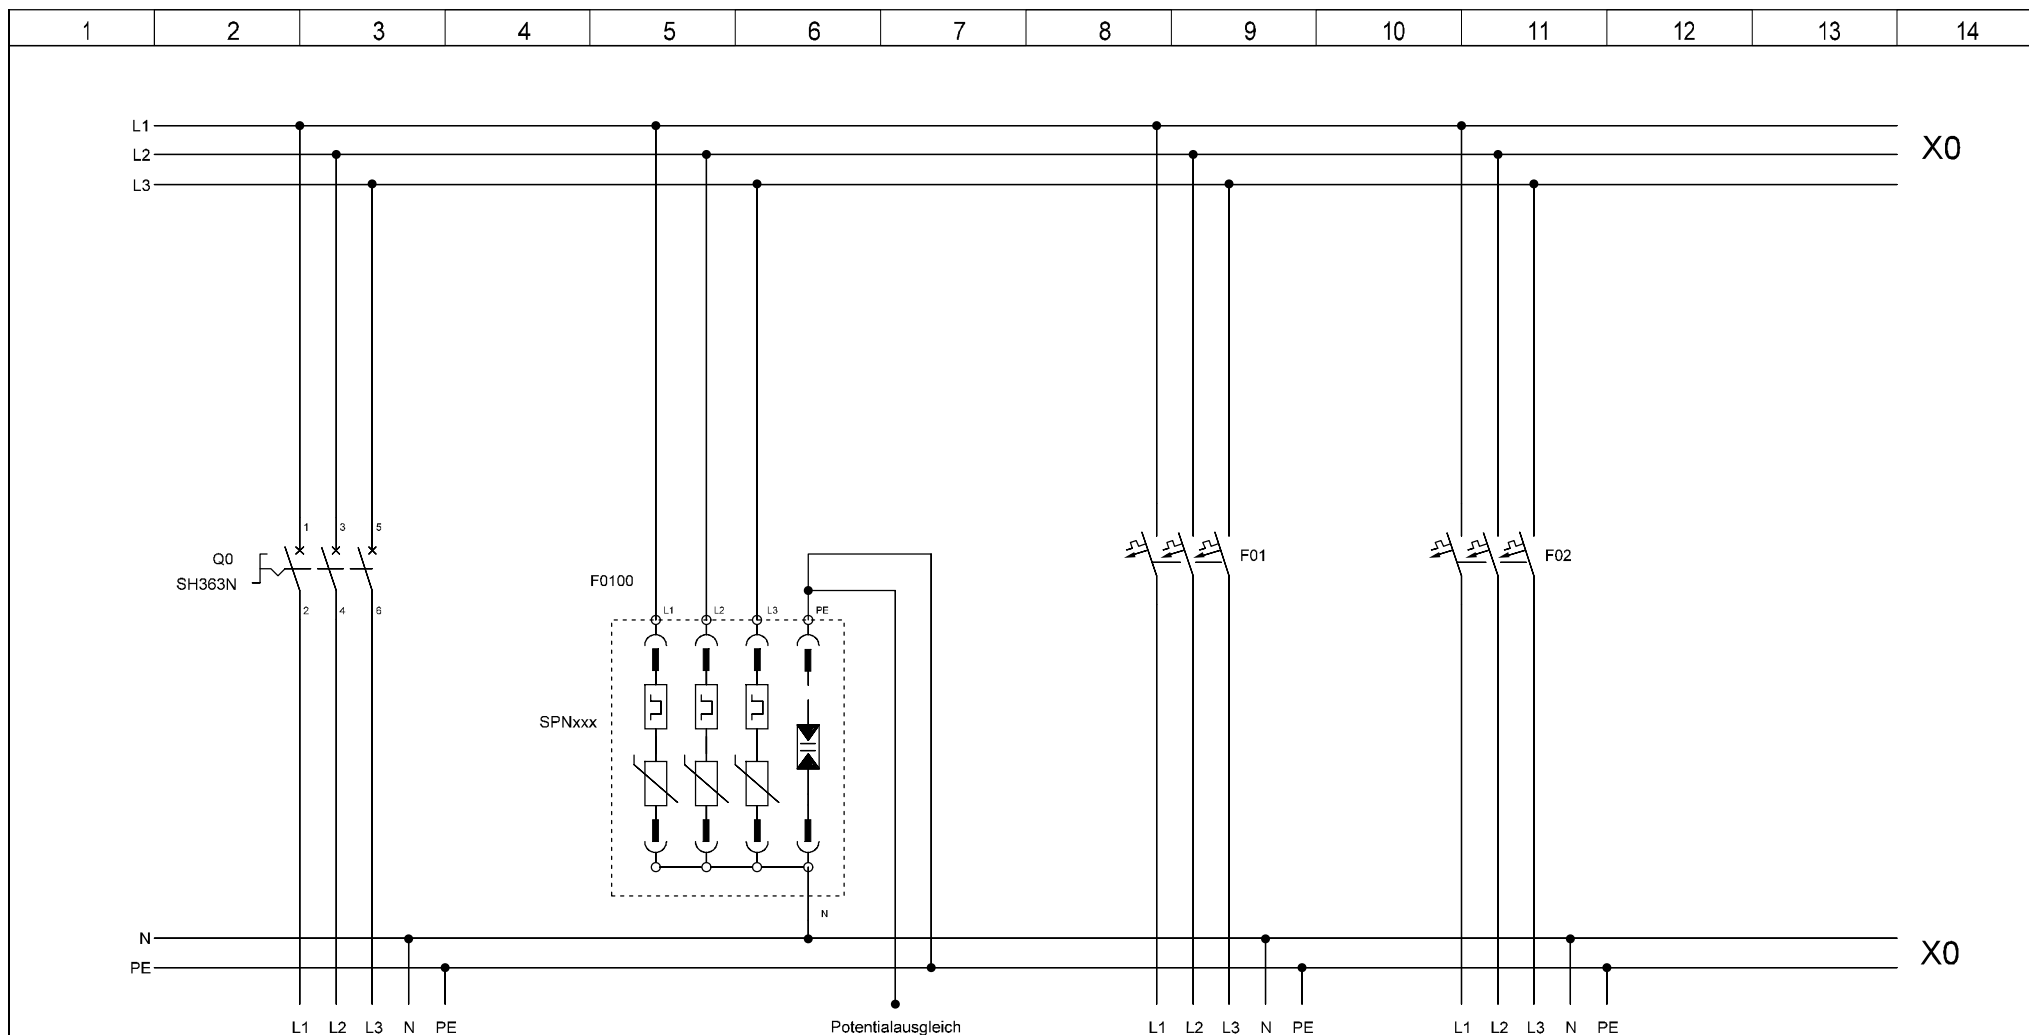 1 2 3 4 5 6 7 8 9 10 11 12 13 14
L1
L2
X0
L3
1 3 5
Q0
SH363N
F01
F02
F0100
2 4 6
L1 L2 L3 PE
SPNxxx
N
N
X0
PE
L1 L2 L3 N PE
Potentialausgleich
L1 L2 L3 N PE
L1 L2 L3 N PE